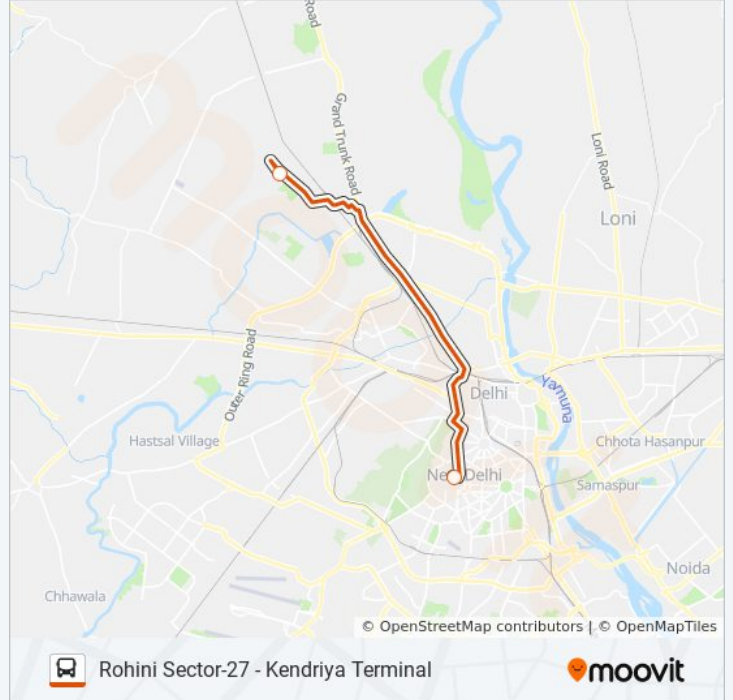 Road
Grand Trunk Road
Loni Road
Loni
Outer Ring Road
Delhi
Yamuna
Hastsal Village
Chhota Hasanpur
New Delhi
Samaspur
Noida
Chhawala
© OpenStreetMap contributors | © OpenMapTiles
Rohini Sector-27 - Kendriya Terminal
moovit